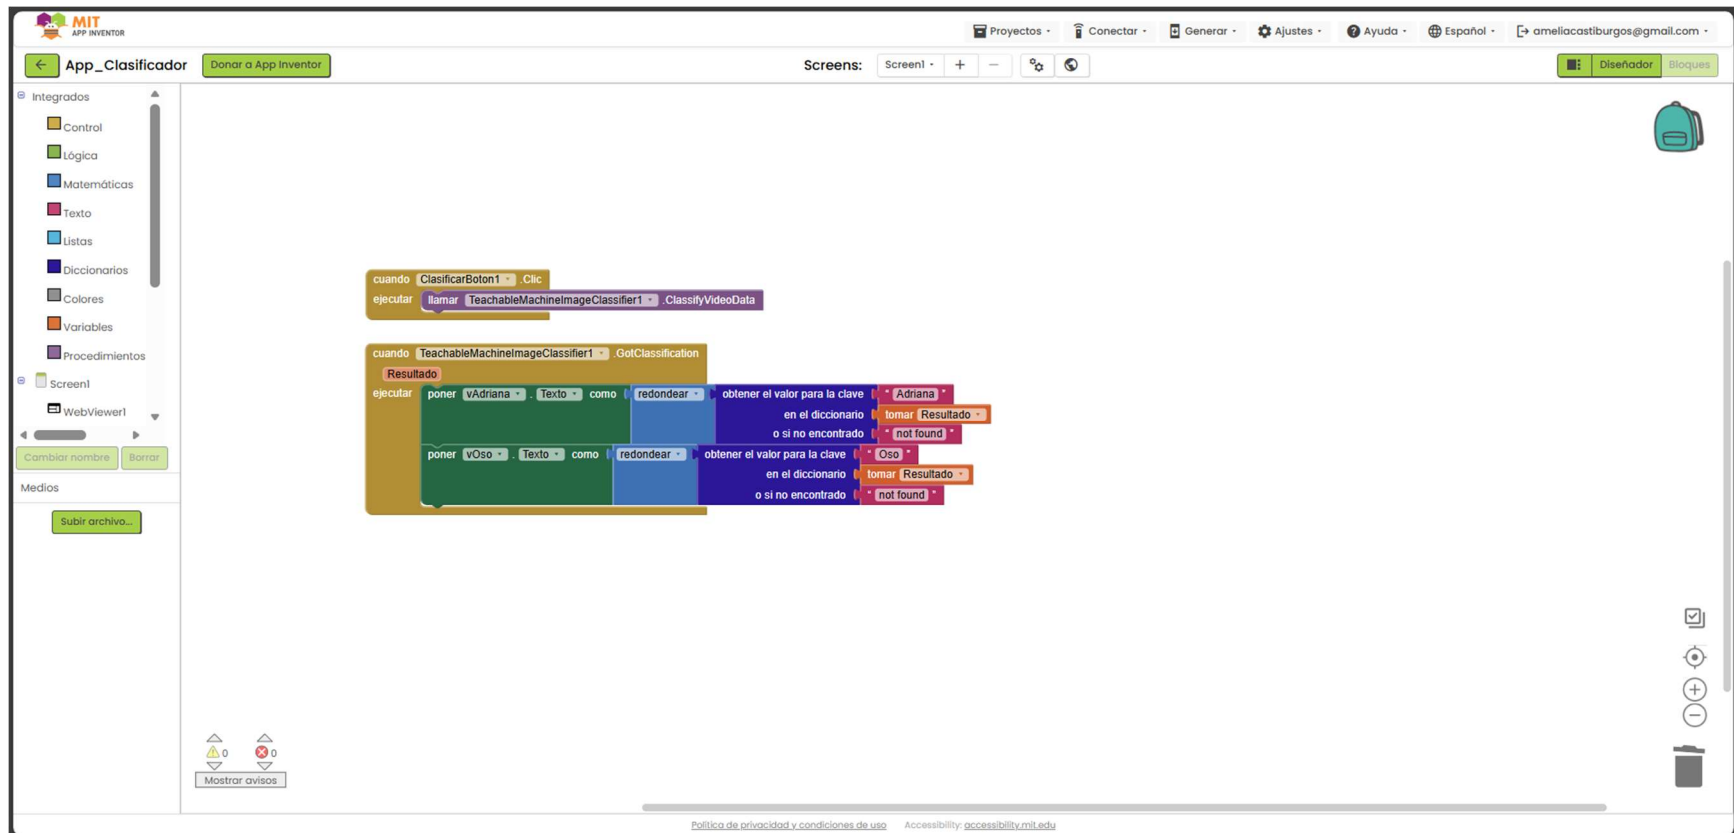 MIT
APP INVENTOR
Proyectos
Conectar
Generar
Ajustes
Ayuda
Español
ameliacastiburgos@gmail.com
App_Clasificador
Donar a App Inventor
Screens:
Screen1
Diseñador
Bloques
Integrados
Control
Lógica
Matemáticas
Texto
Listas
Diccionarios
Colores
Variables
Procedimientos
Screen1
WebViewer1
Cambiar nombre
Borrar
Medios
Subir archivo...
cuando ClasificarBoton1 .Clic
ejecutar llamar TeachableMachineImageClassifier1 .ClassifyVideoData
cuando TeachableMachineImageClassifier1 .GotClassification
Resultado
ejecutar poner vAdriana . Texto como redondear obtener el valor para la clave " Adriana "
en el diccionario tomar Resultado
o si no encontrado " not found "
poner vOso . Texto como redondear obtener el valor para la clave " Oso "
en el diccionario tomar Resultado
o si no encontrado " not found "
0 0
Mostrar avisos
Política de privacidad y condiciones de uso Accessibility: accessibility.mit.edu